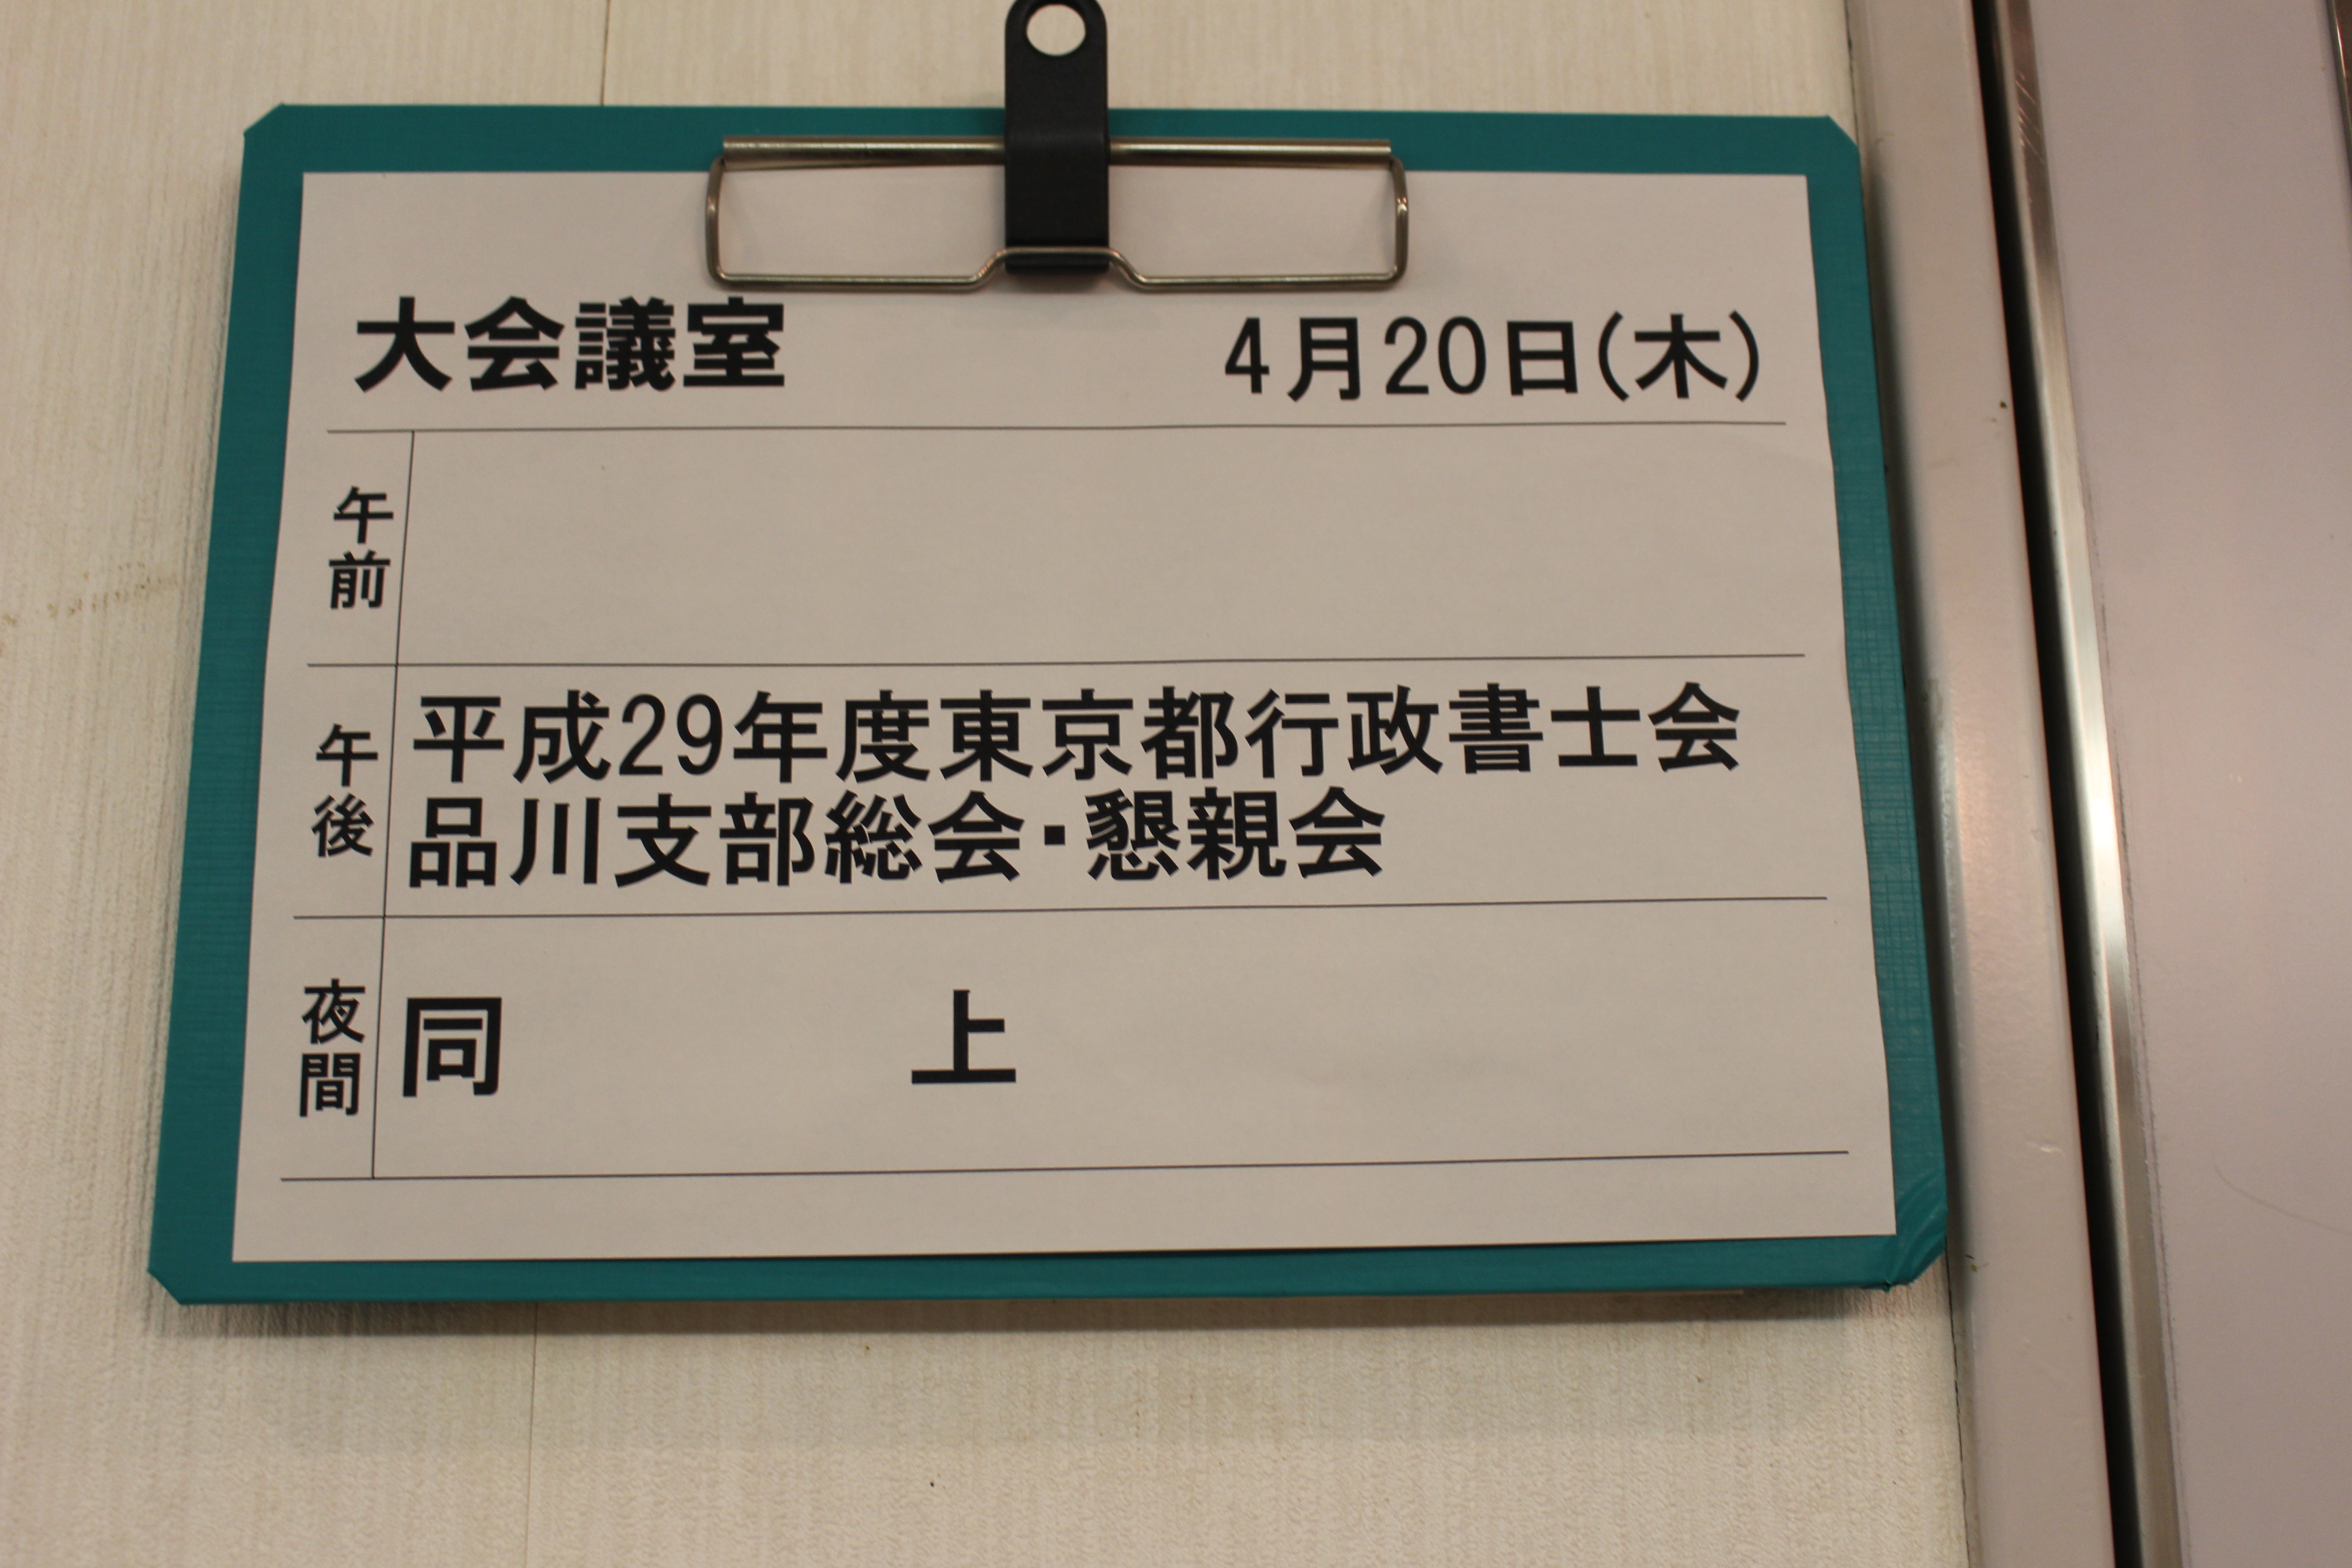 大会議室 4月20日(木)
午前
午後
平成29年度東京都行政書士会
品川支部総会・懇親会
夜間
同 上